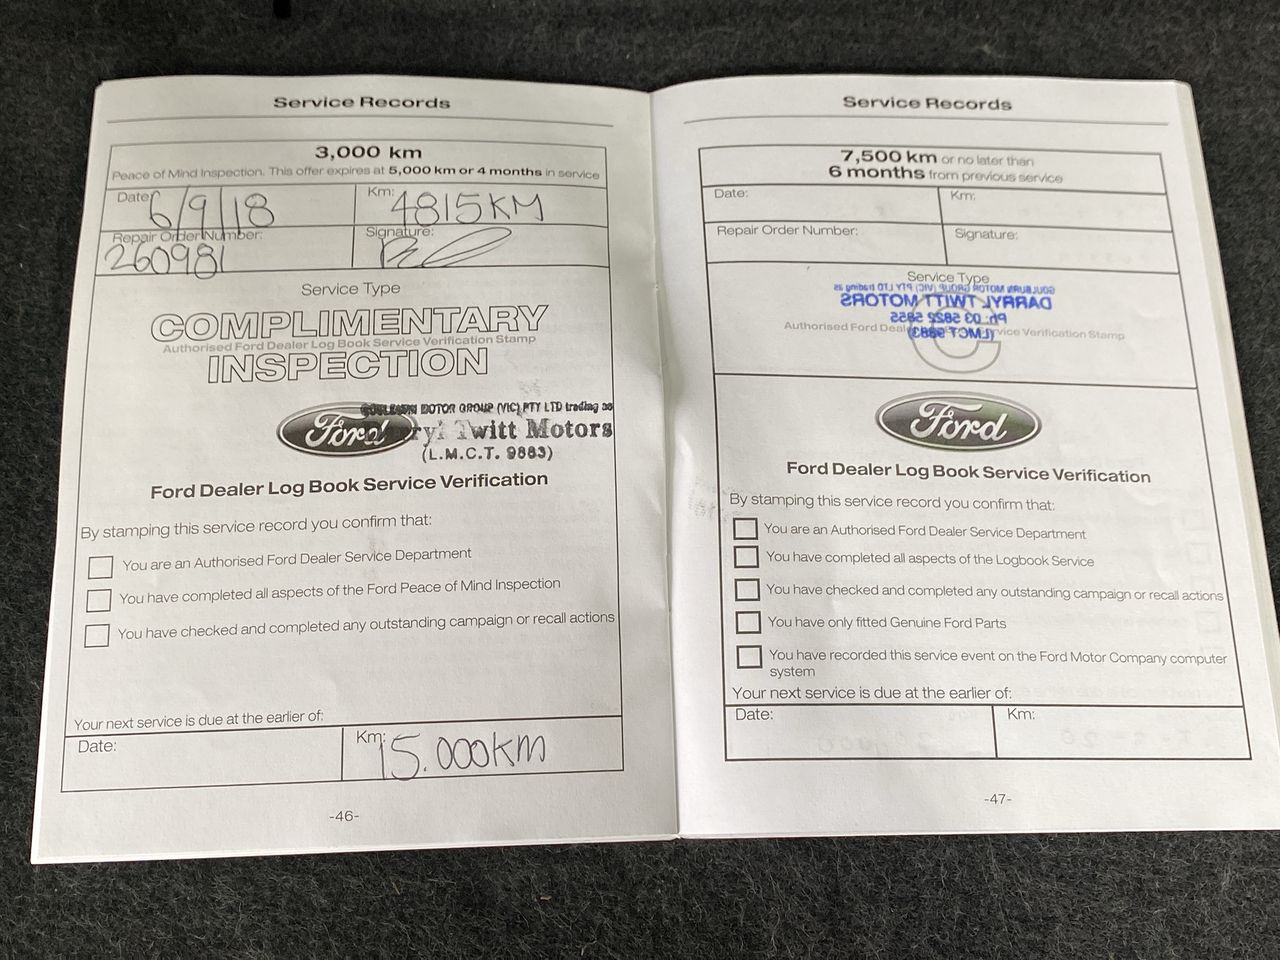 Service Records
3,000 km
Peace of Mind Inspection. This offer expires at 5,000 km or 4 months in service
Date: 6/9/18
Km: 4815KM
Repair Order Number: 260981
Signature:
Service Type
COMPLIMENTARY
Authorised Ford Dealer Log Book Service Verification Stamp
INSPECTION
MOTOR GROUP (VIC) PTY LTD trading as
Ford
Twitt Motors
(L.M.C.T. 9883)
Ford Dealer Log Book Service Verification
By stamping this service record you confirm that:
You are an Authorised Ford Dealer Service Department
You have completed all aspects of the Ford Peace of Mind Inspection
You have checked and completed any outstanding campaign or recall actions
Your next service is due at the earlier of:
Date:
Km: 15.000KM
-46-
Service Records
7,500 km or no later than
6 months from previous service
Date:
Km:
Repair Order Number:
Signature:
Service Type
GOULBURN MOTOR GROUP (VIC) PTY LTD trading as
DARRYL TWITT MOTORS
Authorised Ford Dealer Service Verification Stamp
Ford
Ford Dealer Log Book Service Verification
By stamping this service record you confirm that:
You are an Authorised Ford Dealer Service Department
You have completed all aspects of the Logbook Service
You have checked and completed any outstanding campaign or recall actions
You have only fitted Genuine Ford Parts
You have recorded this service event on the Ford Motor Company computer
system
Your next service is due at the earlier of:
Date:
Km:
-47-